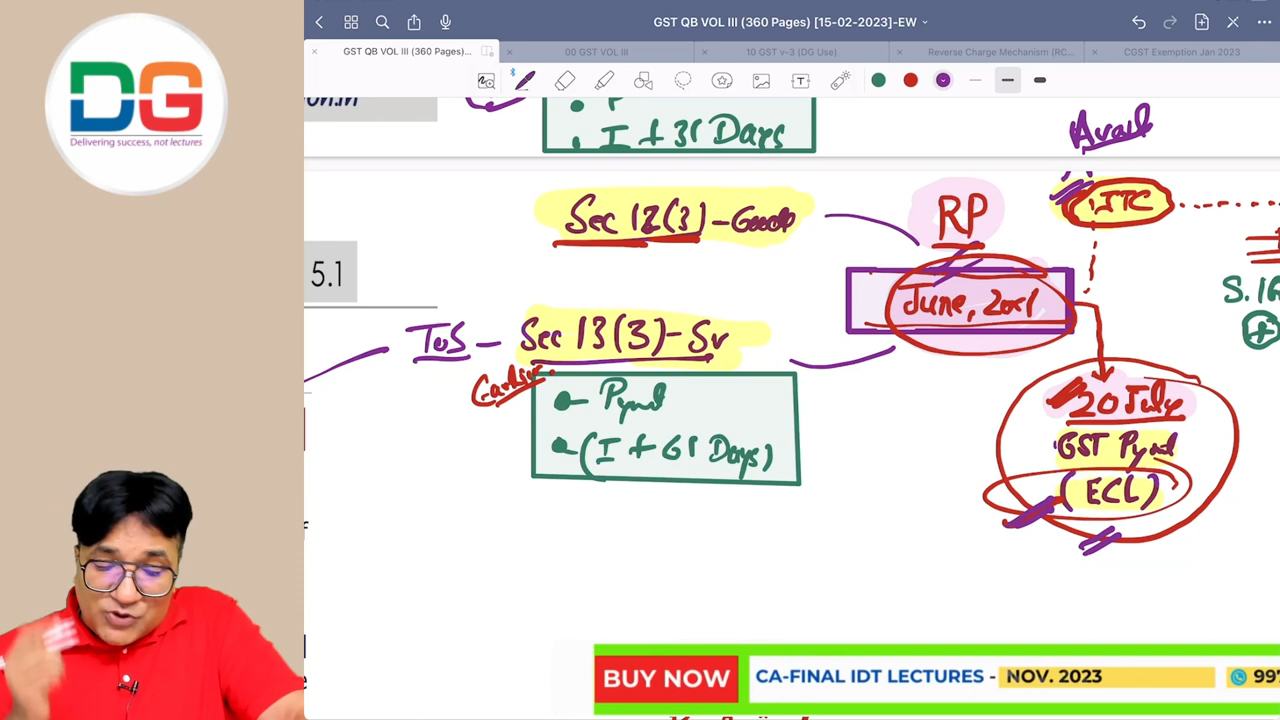 DG
Delivering success, not lectures
GST QB VOL III (360 Pages) [15-02-2023]-EW
GST QB VOL III (360 Pages)...
00 GST VOL III
10 GST v-3 (DG Use)
Reverse Charge Mechanism (RC...
CGST Exemption Jan 2023
I + 31 Days
Avail
Sec 12(3) - Goods
RP
ITC
5.1
June, 2001
ToS - Sec 13(3) - Sv
Earlier
Pymt
(I + 61 Days)
20 July
GST Pymt
(ECL)
BUY NOW
CA-FINAL IDT LECTURES - NOV. 2023
997